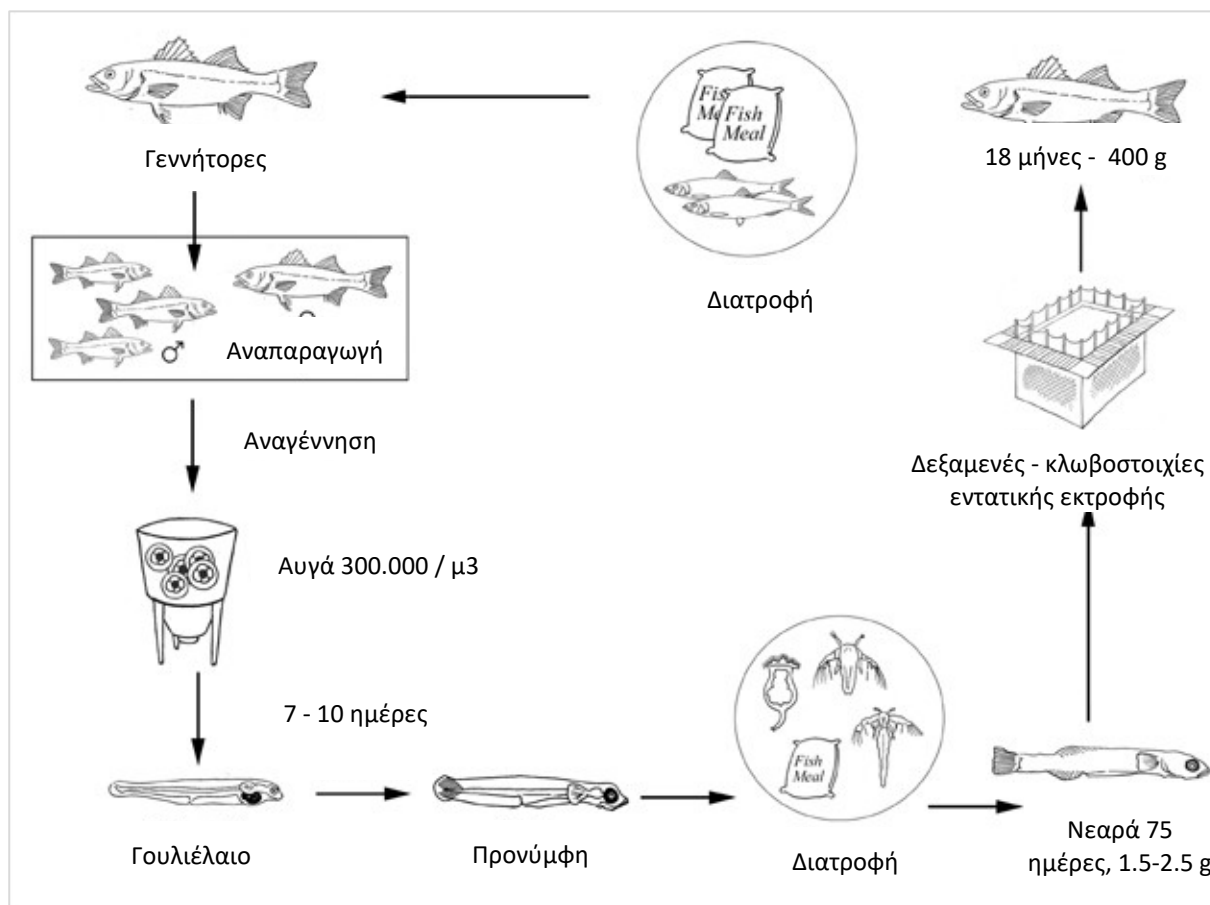 Fish
Meal
Fish
Meal
Γεννήτορες
18 μήνες - 400 g
Διατροφή
♂
Αναπαραγωγή
Αναγέννηση
Δεξαμενές - κλωβοστοιχίες
εντατικής εκτροφής
Αυγά 300.000 / μ3
7 - 10 ημέρες
Fish
Meal
Γουλιέλαιο
Προνύμφη
Διατροφή
Νεαρά 75
ημέρες, 1.5-2.5 g